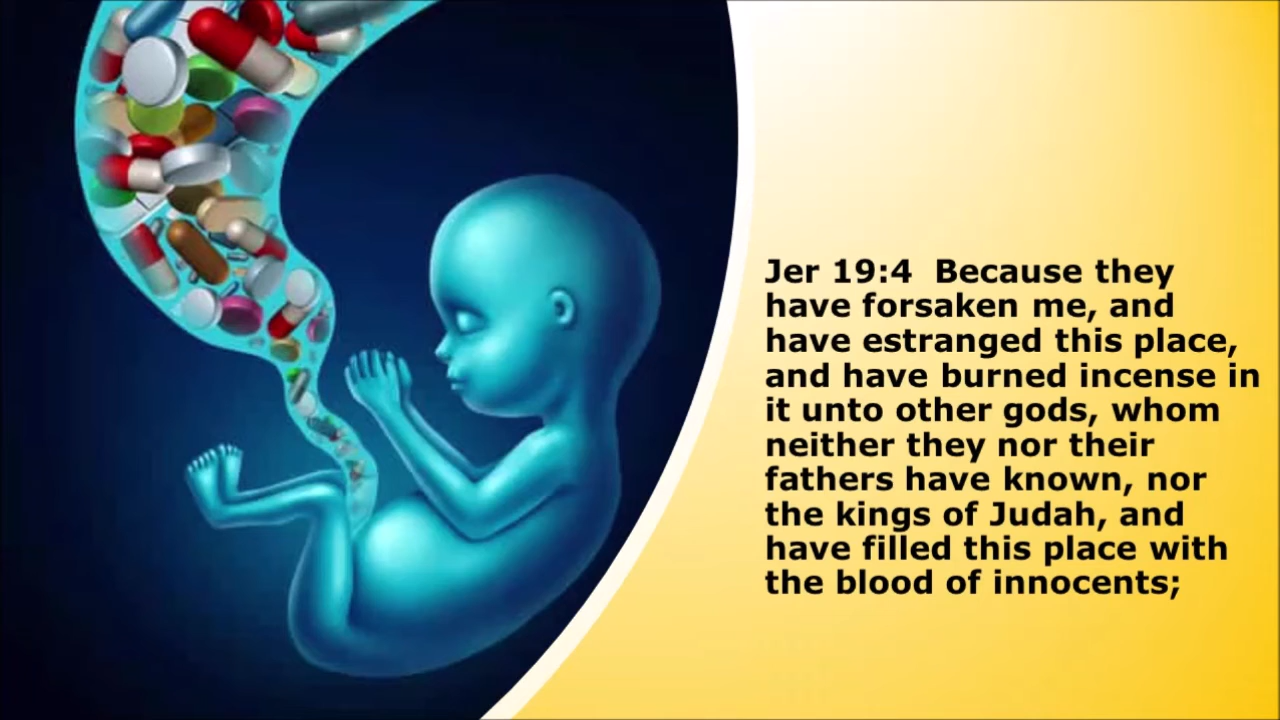 Jer 19:4  Because they
have forsaken me, and
have estranged this place,
and have burned incense in
it unto other gods, whom
neither they nor their
fathers have known, nor
the kings of Judah, and
have filled this place with
the blood of innocents;